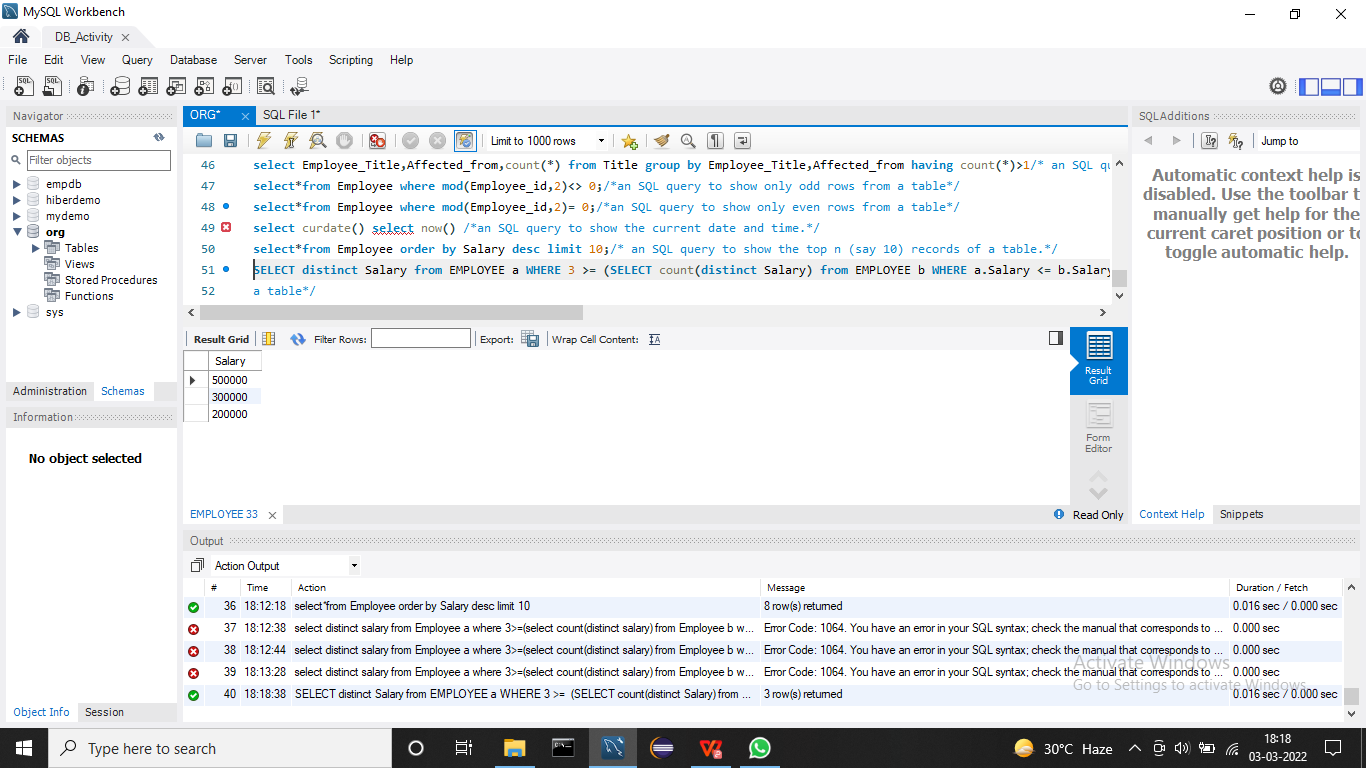 MySQL Workbench
DB_Activity
File Edit View Query Database Server Tools Scripting Help
Navigator
SCHEMAS
Filter objects
empdb
hiberdemo
mydemo
org
Tables
Views
Stored Procedures
Functions
sys
Administration Schemas
Information
No object selected
Object Info Session
ORG* SQL File 1*
Limit to 1000 rows
46 select Employee_Title,Affected_from,count(*) from Title group by Employee_Title,Affected_from having count(*)>1/* an SQL qu
47 select*from Employee where mod(Employee_id,2)<> 0;/*an SQL query to show only odd rows from a table*/
48 select*from Employee where mod(Employee_id,2)= 0;/*an SQL query to show only even rows from a table*/
49 select curdate() select now() /*an SQL query to show the current date and time.*/
50 select*from Employee order by Salary desc limit 10;/* an SQL query to show the top n (say 10) records of a table.*/
51 SELECT distinct Salary from EMPLOYEE a WHERE 3 >= (SELECT count(distinct Salary) from EMPLOYEE b WHERE a.Salary <= b.Salary
52 a table*/
Result Grid Filter Rows: Export: Wrap Cell Content:
Salary
500000
300000
200000
Result
Grid
Form
Editor
EMPLOYEE 33
Read Only
SQLAdditions
Jump to
Automatic context help is
disabled. Use the toolbar t
manually get help for the
current caret position or to
toggle automatic help.
Context Help Snippets
Output
Action Output
# Time Action Message Duration / Fetch
36 18:12:18 select*from Employee order by Salary desc limit 10 8 row(s) returned 0.016 sec / 0.000 sec
37 18:12:38 select distinct salary from Employee a where 3>=(select count(distinct salary) from Employee b w... Error Code: 1064. You have an error in your SQL syntax; check the manual that corresponds to ... 0.000 sec
38 18:12:44 select distinct salary from Employee a where 3>=(select count(distinct salary) from Employee b w... Error Code: 1064. You have an error in your SQL syntax; check the manual that corresponds to ... 0.000 sec
39 18:13:28 select distinct salary from Employee a where 3>=(select count(distinct salary) from Employee b w... Error Code: 1064. You have an error in your SQL syntax; check the manual that corresponds to ... 0.000 sec
40 18:18:38 SELECT distinct Salary from EMPLOYEE a WHERE 3 >= (SELECT count(distinct Salary) from ... 3 row(s) returned 0.016 sec / 0.000 sec
Activate Windows
Go to Settings to activate Windows.
Type here to search
30°C Haze
18:18
03-03-2022